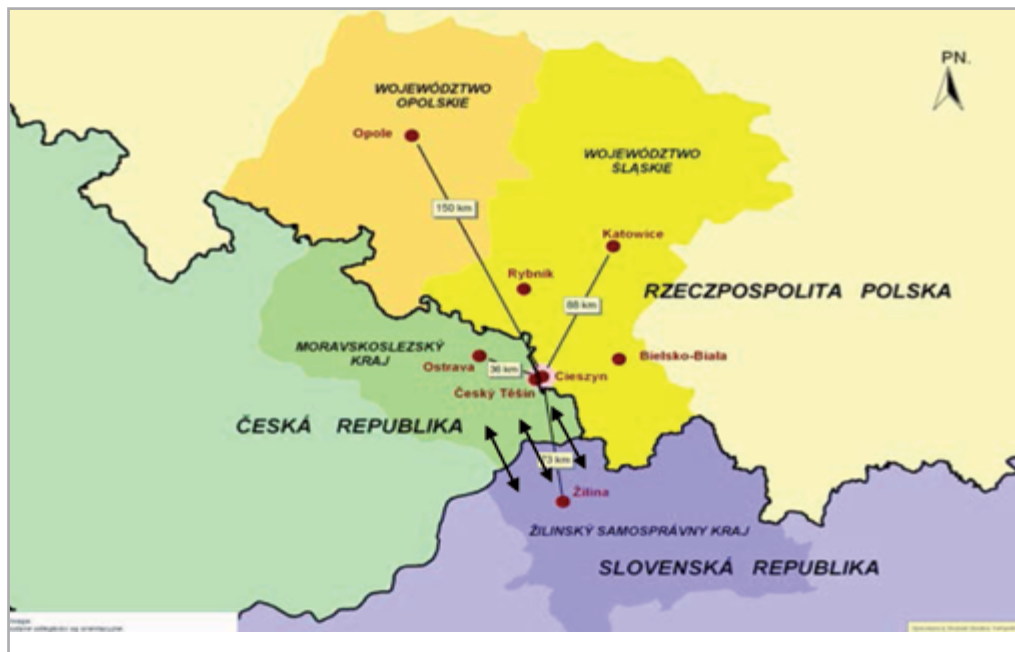 PN.
WOJEWÓDZTWO
OPOLSKIE
Opole
WOJEWÓDZTWO
ŚLĄSKIE
150 km
Katowice
Rybnik
RZECZPOSPOLITA POLSKA
88 km
MORAVSKOSLEZSKÝ
KRAJ
Ostrava
36 km
Bielsko-Biała
Cieszyn
Český Těšin
ČESKÁ REPUBLIKA
73 km
Žilina
ŽILINSKÝ SAMOSPRÁVNY KRAJ
SLOVENSKÁ REPUBLIKA